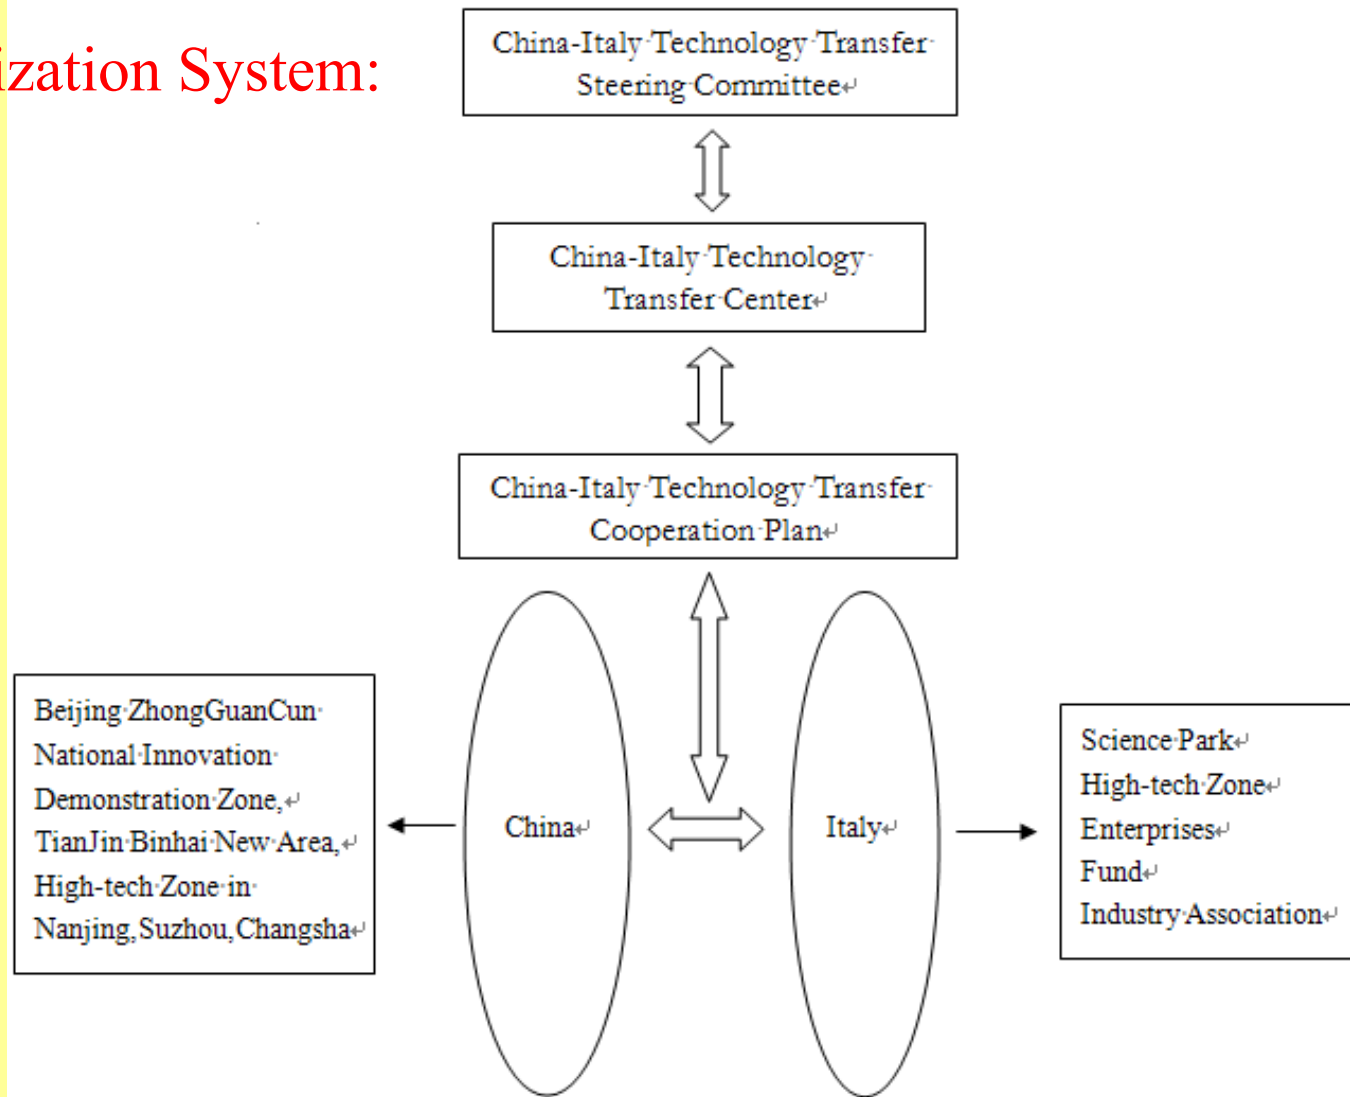 ization System:
China-Italy Technology Transfer
Steering Committee
China-Italy Technology
Transfer Center
China-Italy Technology Transfer
Cooperation Plan
Beijing ZhongGuanCun
National Innovation
Demonstration Zone,
TianJin Binhai New Area,
High-tech Zone in
Nanjing,Suzhou,Changsha
China
Italy
Science Park
High-tech Zone
Enterprises
Fund
Industry Association